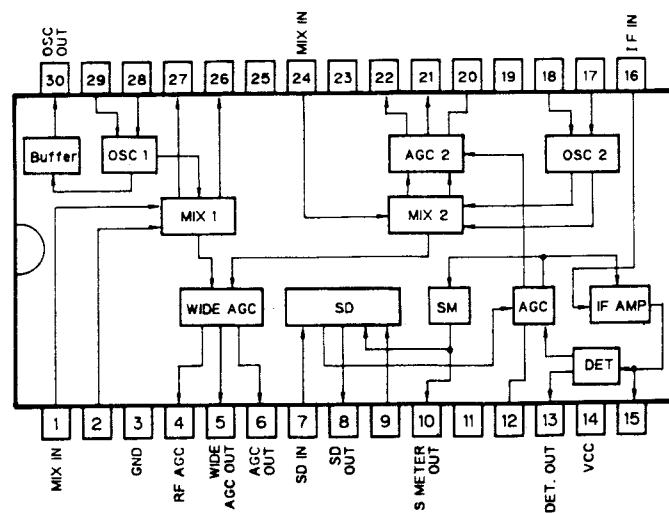 OSC OUT
MIX IN
IF IN
30 29 28 27 26 25 24 23 22 21 20 19 18 17 16
Buffer
OSC 1
AGC 2
OSC 2
MIX 1
MIX 2
WIDE AGC
SD
SM
AGC
IF AMP
DET
1 2 3 4 5 6 7 8 9 10 11 12 13 14 15
MIX IN
GND
RF AGC
WIDE AGC OUT
AGC OUT
SD IN
SD OUT
S METER OUT
DET. OUT
VCC